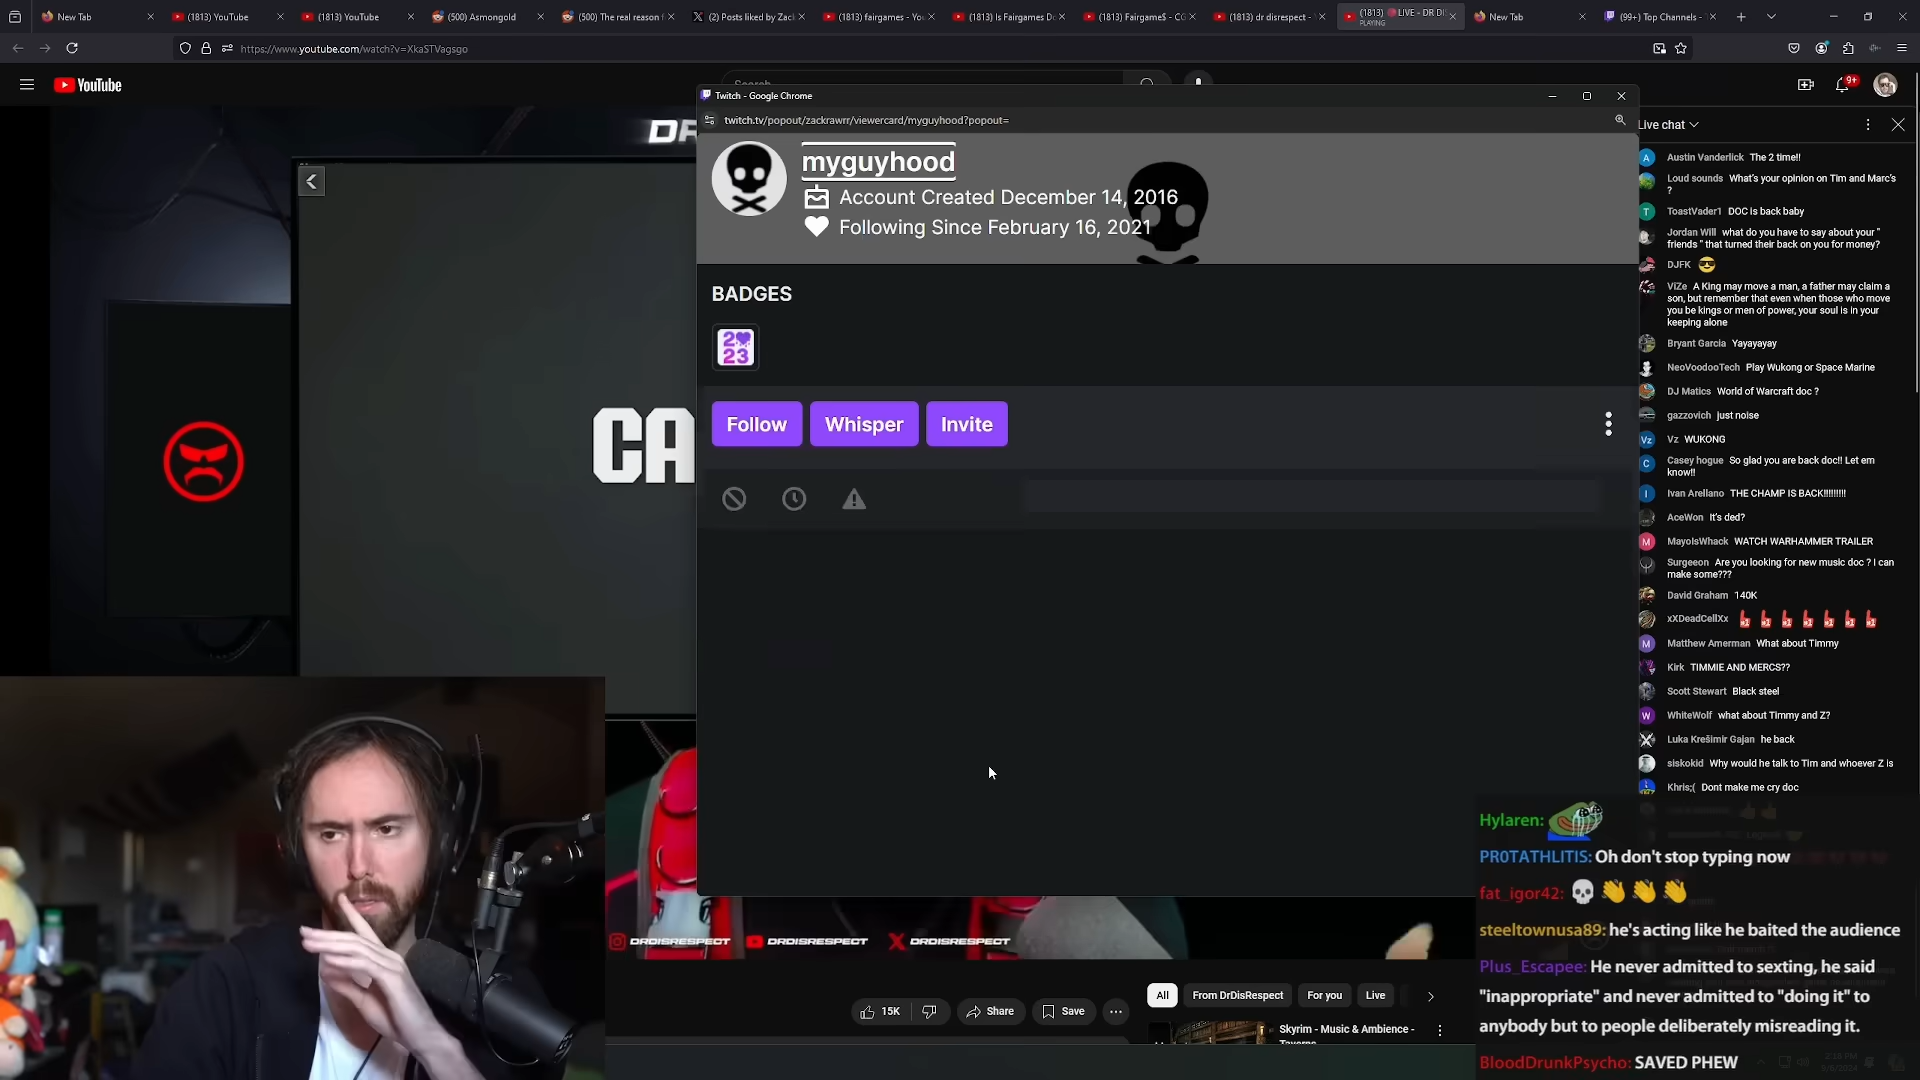 New Tab
(1813) YouTube
(1813) YouTube
(500) Asmongold
(500) The real reason
(2) Posts liked by Zac
(1813) fairgames - You
(1813) Is Fairgames D
(1813) Fairgame$ - CG
(1813) dr disrespect -
(1813) LIVE - DR DI
PLAYING
New Tab
(99+) Top Channels -
https://www.youtube.com/watch?v=XkaSTVagsgo
YouTube
Search
9+
Twitch - Google Chrome
twitch.tv/popout/zackrawrr/viewercard/myguyhood?popout=
myguyhood
Account Created December 14, 2016
Following Since February 16, 2021
BADGES
2
23
Follow
Whisper
Invite
DR
CA
Live chat
Austin Vanderlick The 2 time!!
Loud sounds What's your opinion on Tim and Marc's
?
ToastVader1 DOC is back baby
Jordan Will what do you have to say about your "
friends " that turned their back on you for money?
DJFK 😎
ViZe A King may move a man, a father may claim a
son, but remember that even when those who move
you be kings or men of power, your soul is in your
keeping alone
Bryant Garcia Yayayayay
NeoVoodooTech Play Wukong or Space Marine
DJ Matics World of Warcraft doc ?
gazzovich just noise
Vz Vz WUKONG
Casey hogue So glad you are back doc!! Let em
know!!
Ivan Arellano THE CHAMP IS BACK!!!!!!!!!
AceWon It's ded?
MayoIsWhack WATCH WARHAMMER TRAILER
Surgeeon Are you looking for new music doc ? I can
make some???
David Graham 140K
xXDeadCellXx
Matthew Amerman What about Timmy
Kirk TIMMIE AND MERCS??
Scott Stewart Black steel
WhiteWolf what about Timmy and Z?
Luka Krešimir Gajan he back
siskokid Why would he talk to Tim and whoever Z is
Khris;( Dont make me cry doc
Hylaren:
PR0TATHLITIS: Oh don't stop typing now
fat_igor42: 💀👏👏👏
steeltownusa89: he's acting like he baited the audience
Plus_Escapee: He never admitted to sexting, he said
"inappropriate" and never admitted to "doing it" to
anybody but to people deliberately misreading it.
BloodDrunkPsycho: SAVED PHEW
DRDISRESPECT
DRDISRESPECT
DRDISRESPECT
15K
Share
Save
All
From DrDisRespect
For you
Live
Skyrim - Music & Ambience -
Taverns